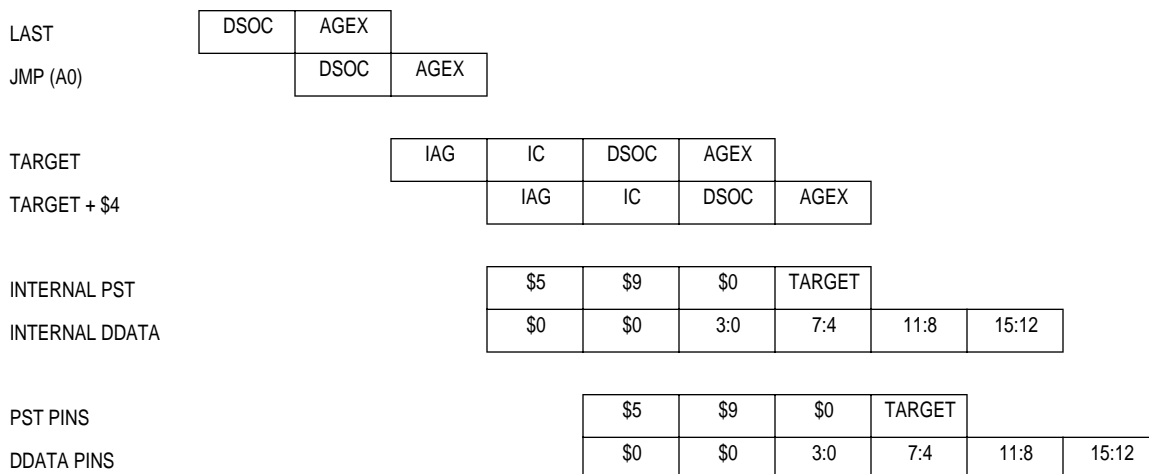 LAST DSOC AGEX
JMP (A0) DSOC AGEX
TARGET IAG IC DSOC AGEX
TARGET + $4 IAG IC DSOC AGEX
INTERNAL PST $5 $9 $0 TARGET
INTERNAL DDATA $0 $0 3:0 7:4 11:8 15:12
PST PINS $5 $9 $0 TARGET
DDATA PINS $0 $0 3:0 7:4 11:8 15:12